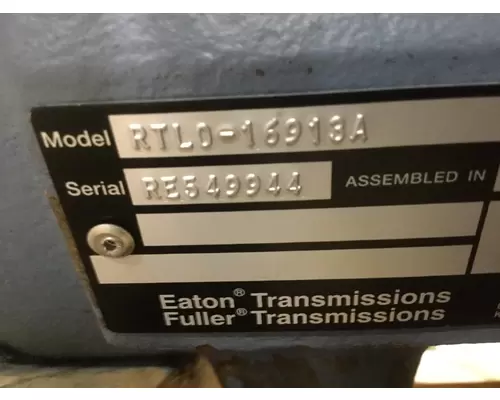 Model RTLO-16913A
Serial RE549944 ASSEMBLED IN
Eaton® Transmissions
Fuller® Transmissions